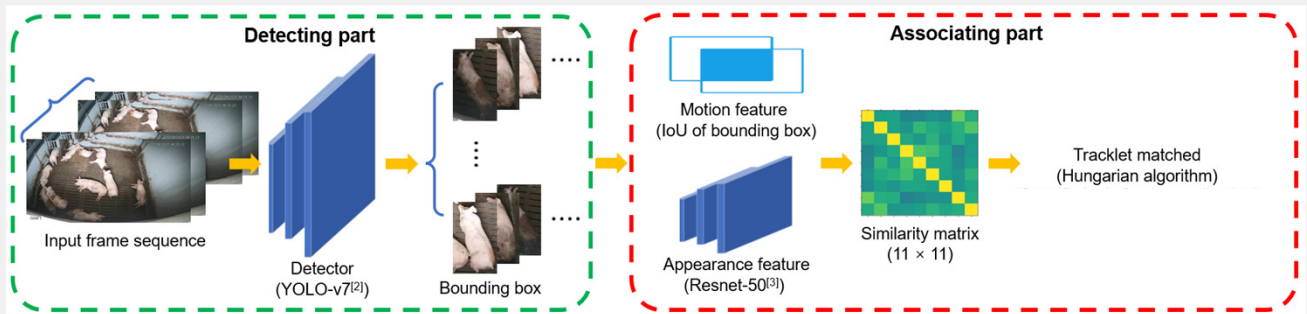 Detecting part
Input frame sequence
Detector
(YOLO-v7[2])
Bounding box
Associating part
Motion feature
(IoU of bounding box)
Appearance feature
(Resnet-50[3])
Similarity matrix
(11 × 11)
Tracklet matched
(Hungarian algorithm)